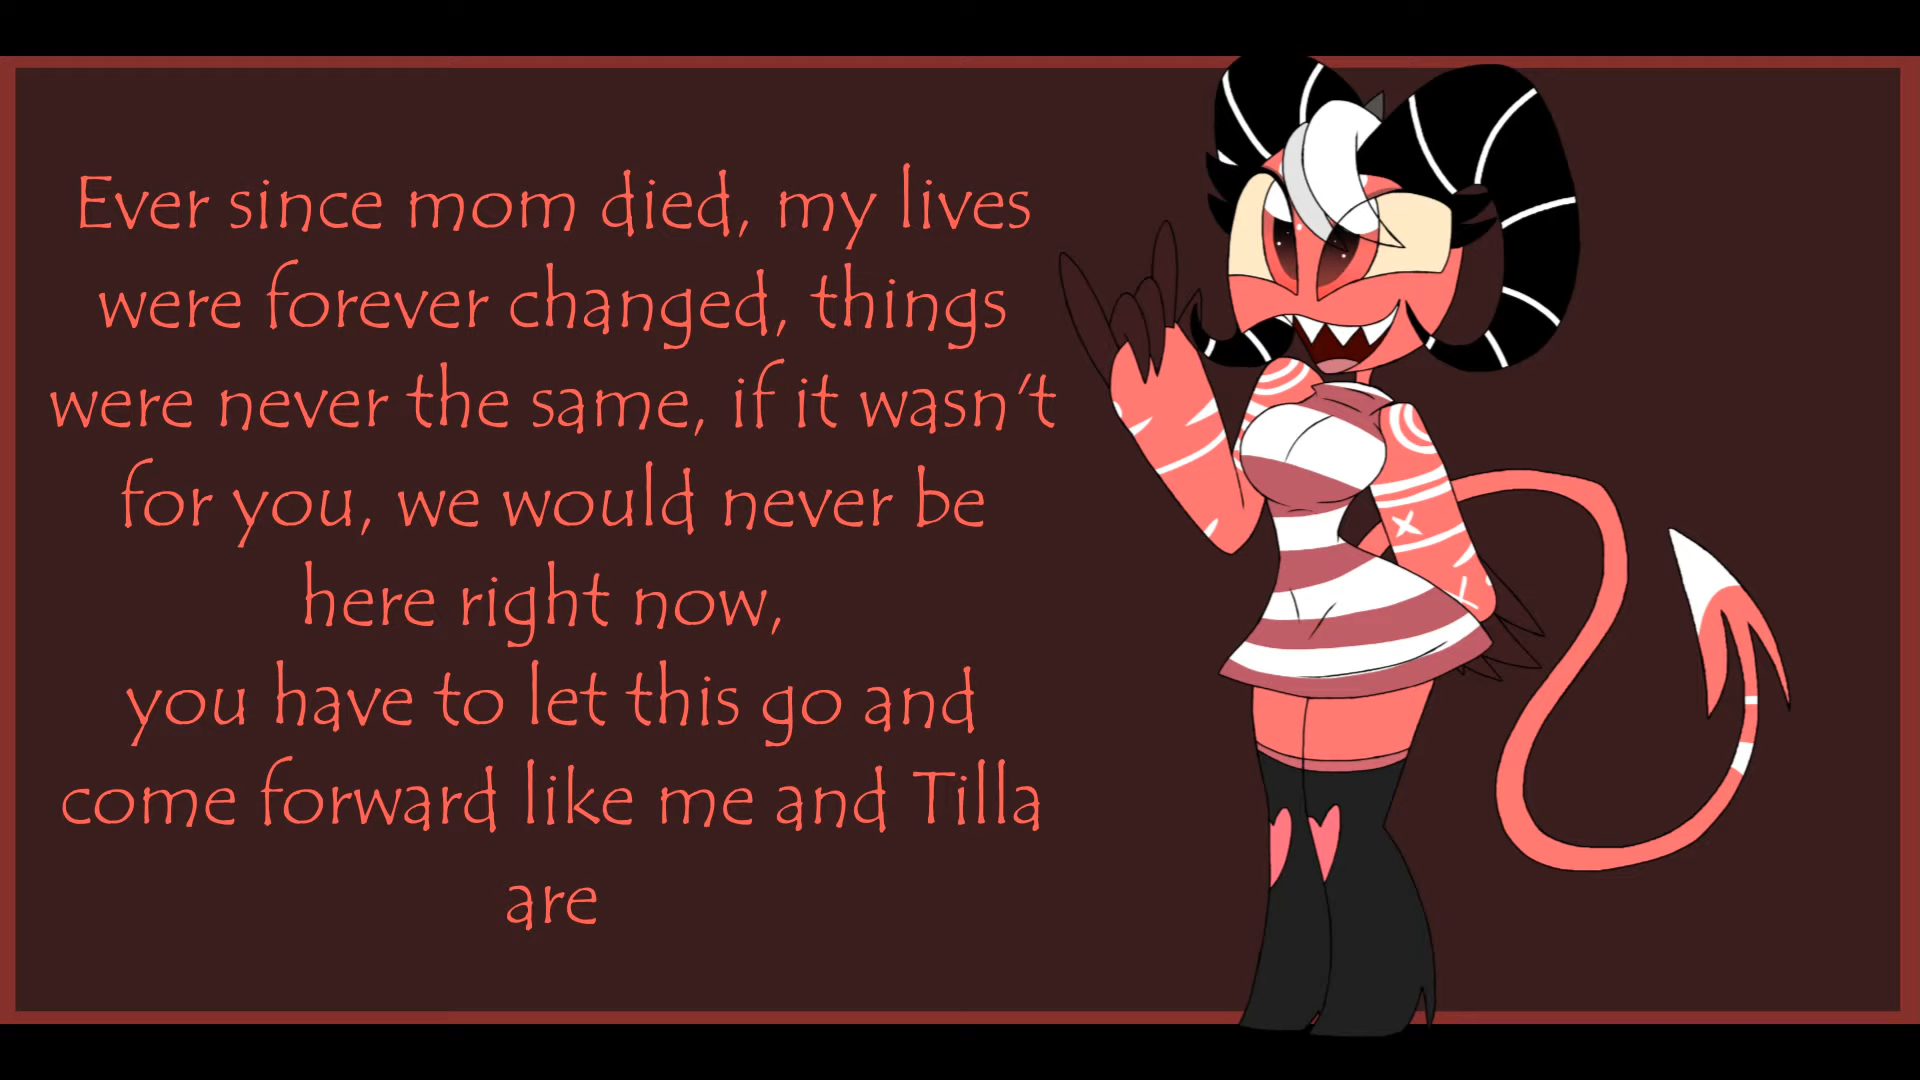 Ever since mom died, my lives
were forever changed, things
were never the same, if it wasn't
for you, we would never be
here right now,
you have to let this go and
come forward like me and Tilla
are